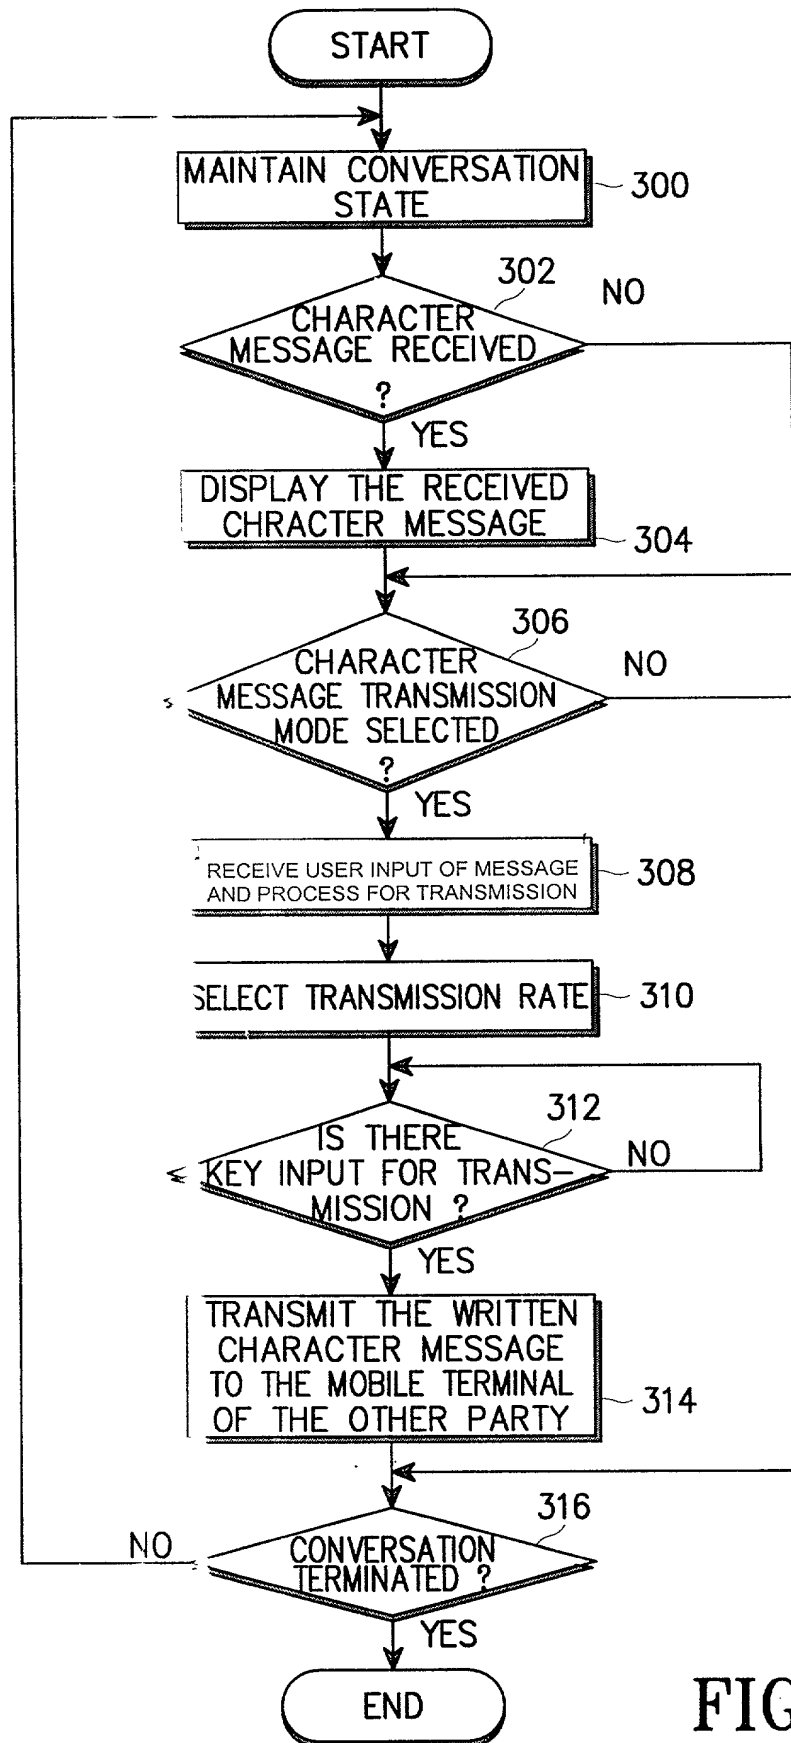 START
MAINTAIN CONVERSATION
STATE
300
302
NO
CHARACTER
MESSAGE RECEIVED
?
YES
DISPLAY THE RECEIVED
CHRACTER MESSAGE
304
306
NO
CHARACTER
MESSAGE TRANSMISSION
MODE SELECTED
?
YES
RECEIVE USER INPUT OF MESSAGE
AND PROCESS FOR TRANSMISSION
308
SELECT TRANSMISSION RATE
310
312
IS THERE
KEY INPUT FOR TRANS-
MISSION ?
NO
YES
TRANSMIT THE WRITTEN
CHARACTER MESSAGE
TO THE MOBILE TERMINAL
OF THE OTHER PARTY
314
316
NO
CONVERSATION
TERMINATED ?
YES
END
FIG